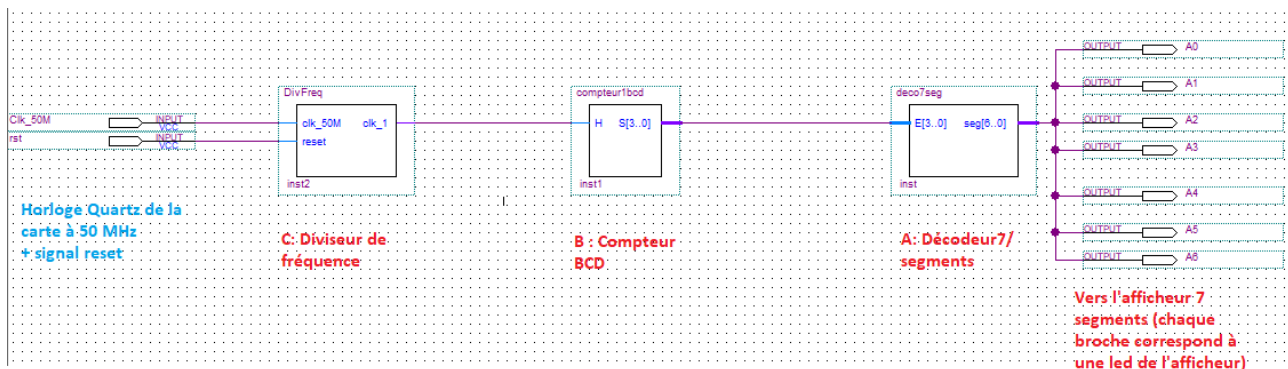 Clk_50M
INPUT
VCC
rst
INPUT
VCC
DivFreq
clk_50M clk_1
reset
inst2
compteur1bcd
H S[3..0]
inst1
deco7seg
E[3..0] seg[6..0]
inst
OUTPUT A0
OUTPUT A1
OUTPUT A2
OUTPUT A3
OUTPUT A4
OUTPUT A5
OUTPUT A6
Horloge Quartz de la
carte à 50 MHz
+ signal reset
C: Diviseur de
fréquence
B : Compteur
BCD
A: Décodeur7/
segments
Vers l'afficheur 7
segments (chaque
broche correspond à
une led de l'afficheur)